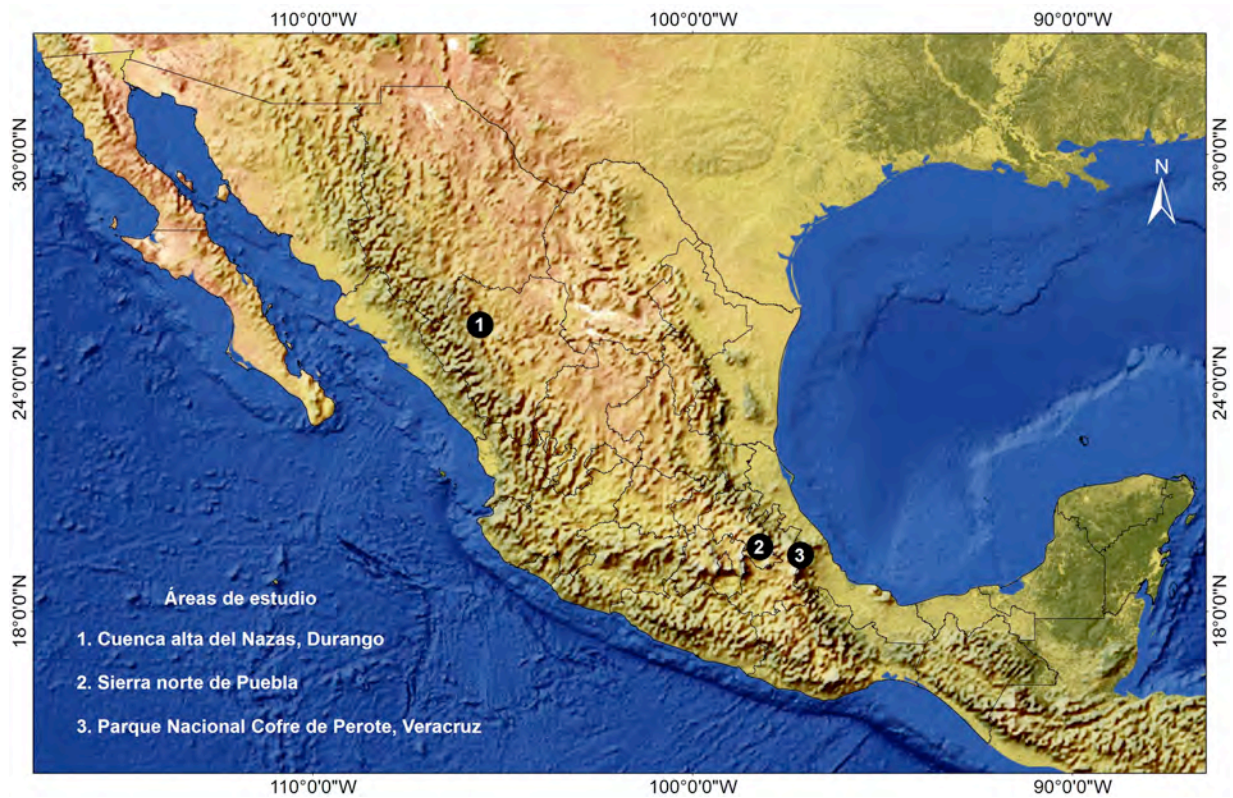 110°0'0"W 100°0'0"W 90°0'0"W
30°0'0"N 30°0'0"N
N
24°0'0"N 24°0'0"N
18°0'0"N 18°0'0"N
1
2
3
Áreas de estudio
1. Cuenca alta del Nazas, Durango
2. Sierra norte de Puebla
3. Parque Nacional Cofre de Perote, Veracruz
110°0'0"W 100°0'0"W 90°0'0"W